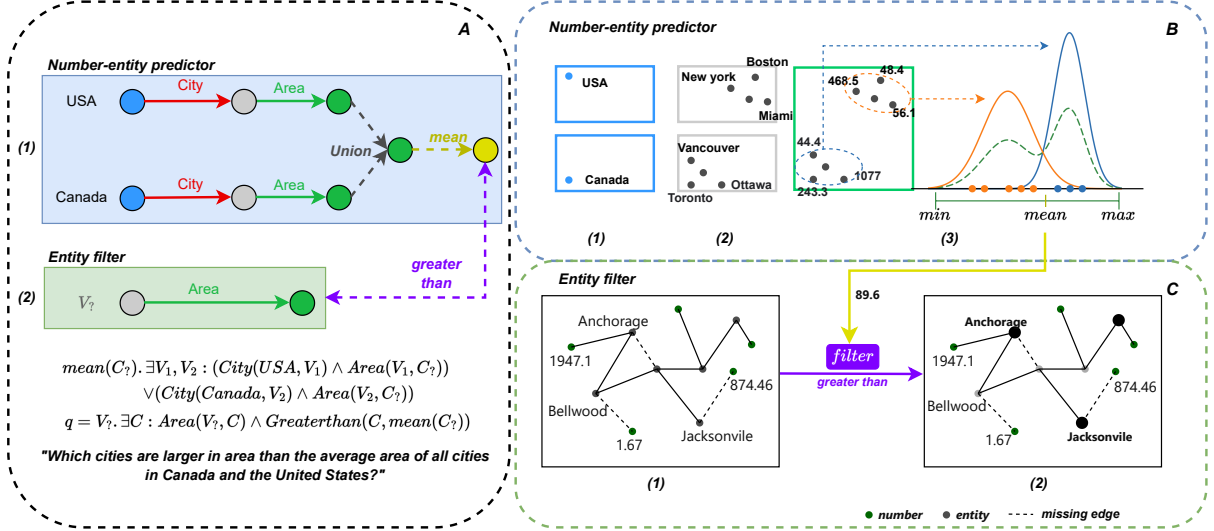 A
Number-entity predictor
USA
City
Area
(1)
Union
mean
Canada
City
Area
Entity filter
greater
than
(2)
V?
Area
mean(C?). ∃V1, V2 : (City(USA, V1) ∧ Area(V1, C?))
∨(City(Canada, V2) ∧ Area(V2, C?))
q = V?. ∃C : Area(V?, C) ∧ Greaterthan(C, mean(C?))
"Which cities are larger in area than the average area of all cities
in Canada and the United States?"
Number-entity predictor
B
USA
Canada
(1)
Boston
New york
Miami
Vancouver
Ottawa
Toronto
(2)
48.4
468.5
56.1
44.4
1077
243.3
(3)
min
mean
max
Entity filter
C
Anchorage
1947.1
874.46
Bellwood
1.67
Jacksonvile
(1)
89.6
filter
greater than
Anchorage
1947.1
874.46
Bellwood
1.67
Jacksonvile
(2)
number
entity
missing edge